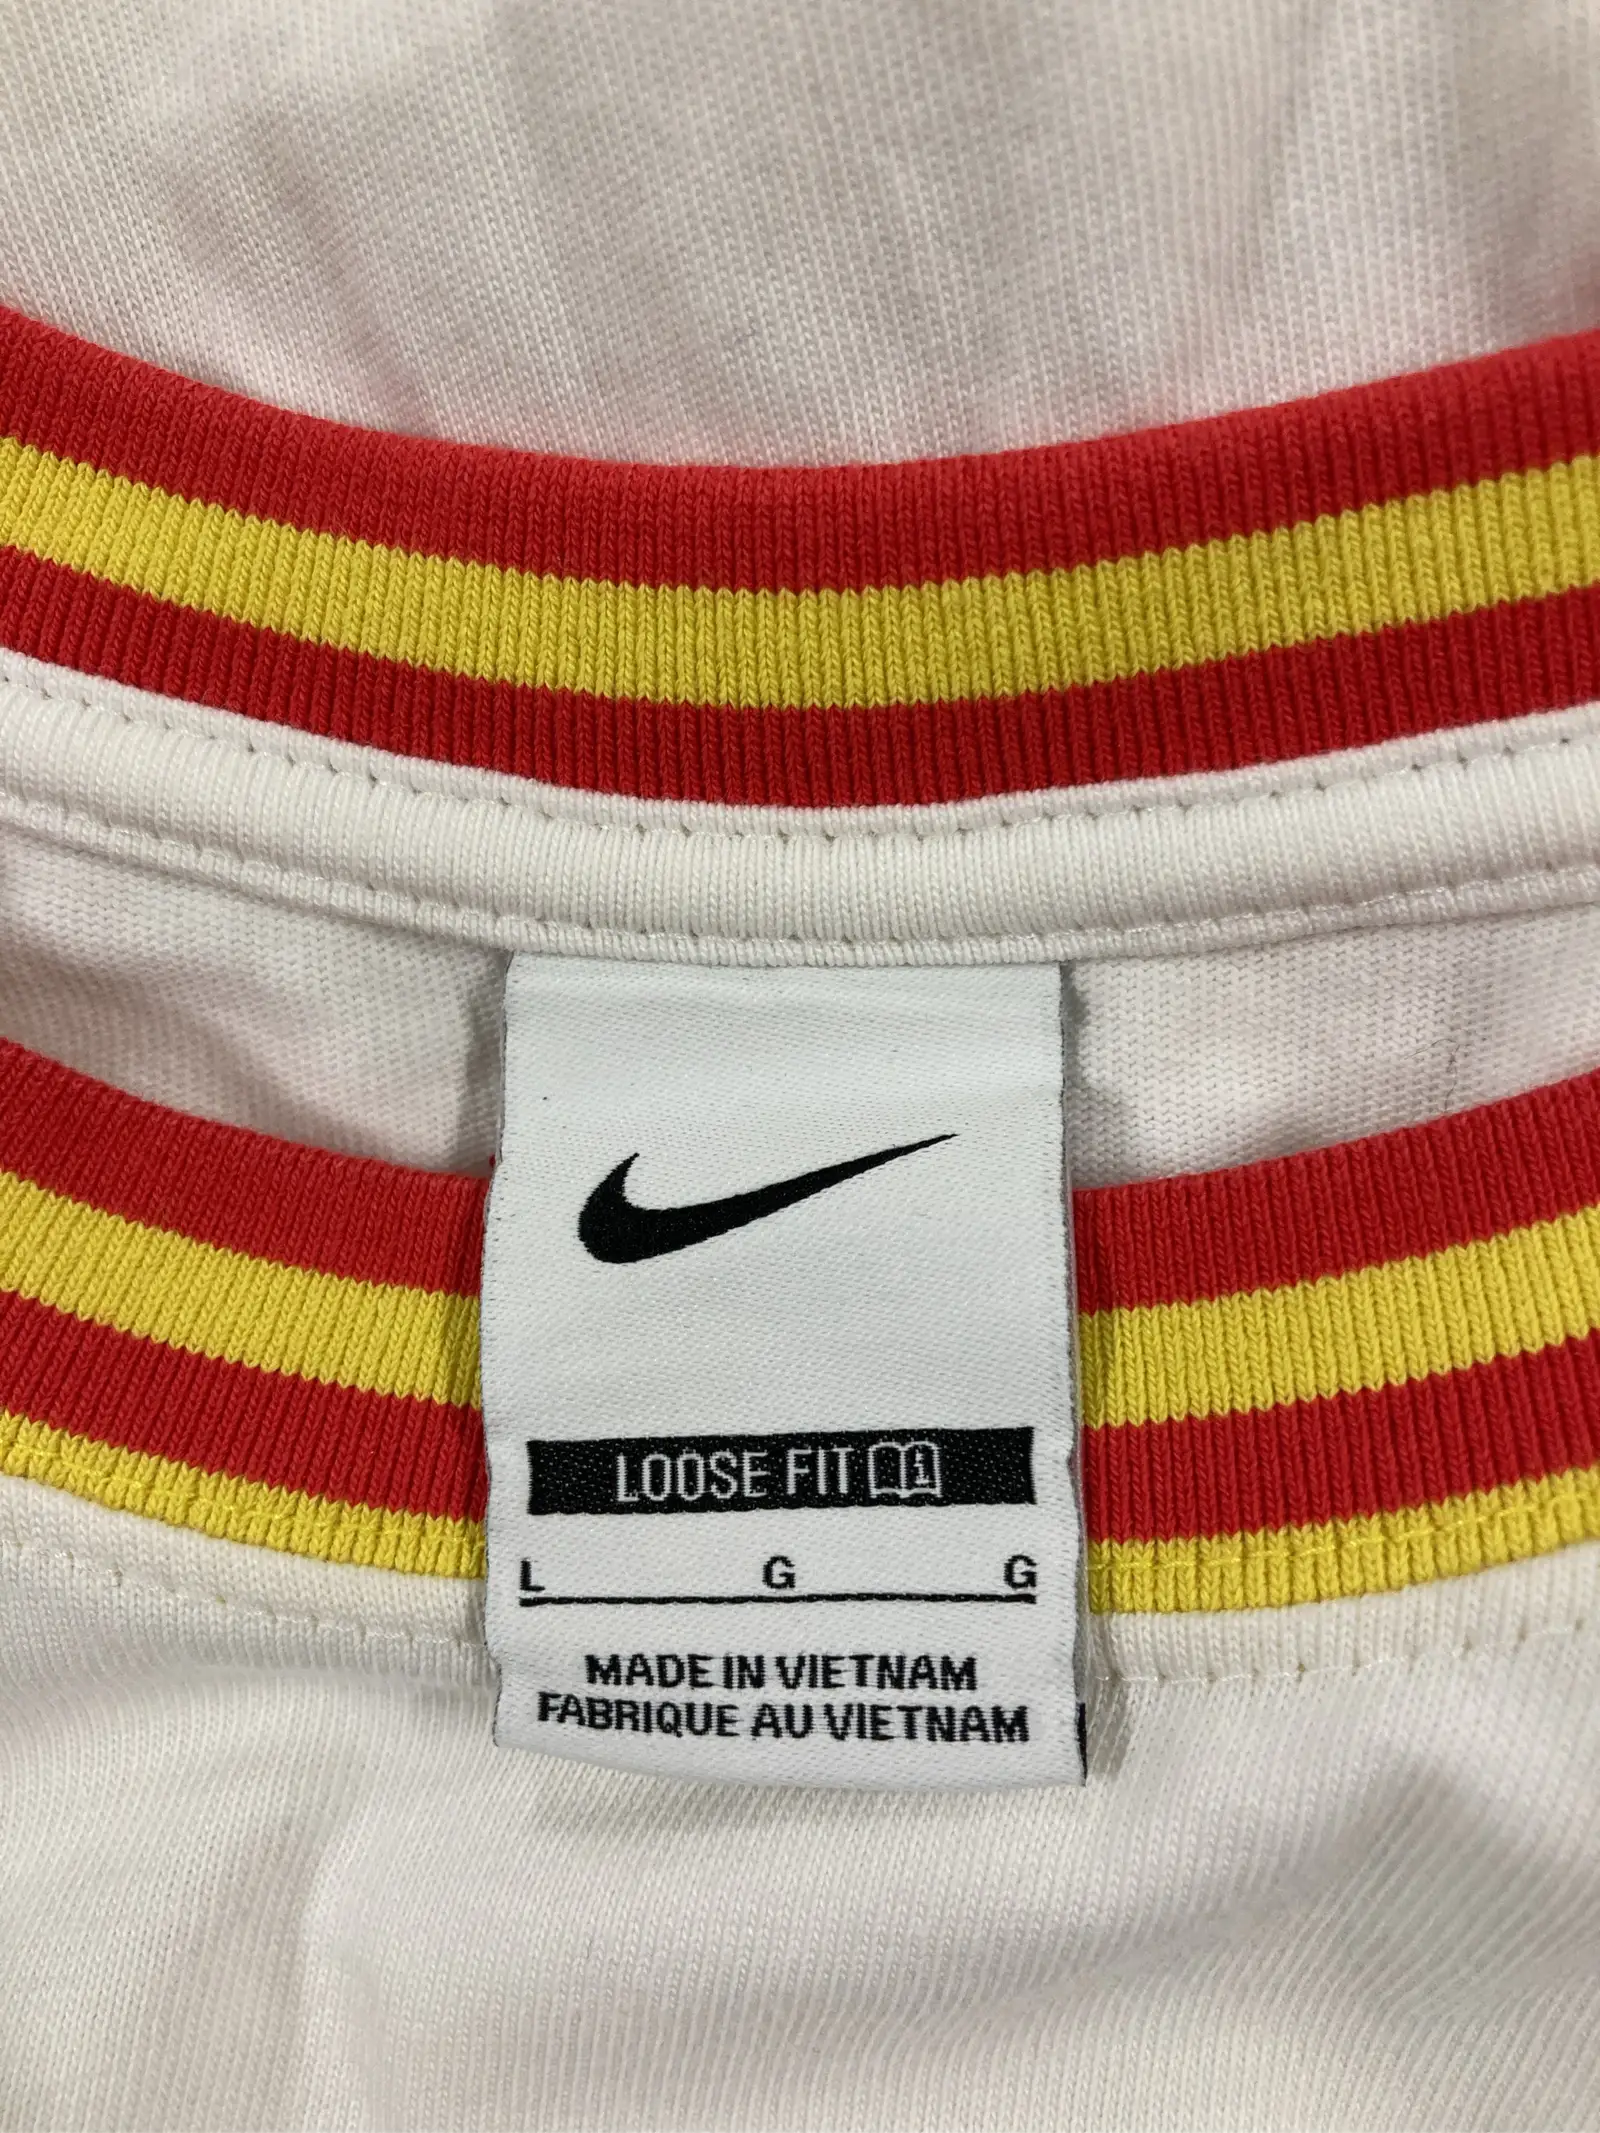 LOOSE FIT
L G G
MADE IN VIETNAM
FABRIQUE AU VIETNAM